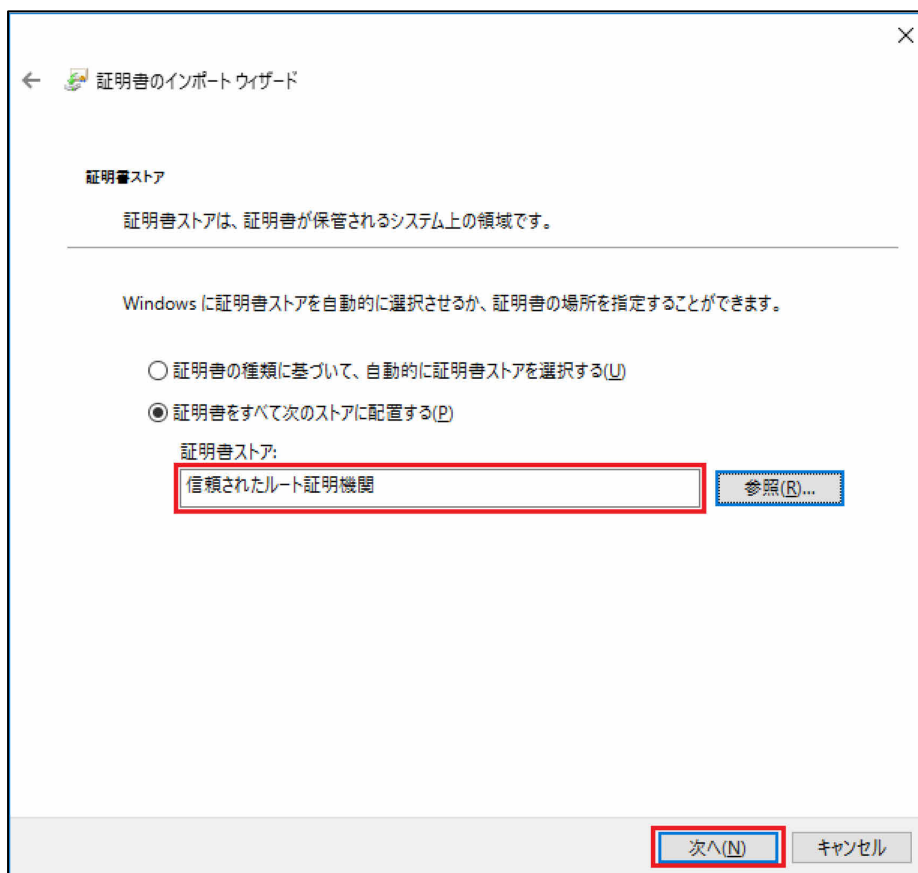 証明書のインポート ウィザード
証明書ストア
証明書ストアは、証明書が保管されるシステム上の領域です。
Windows に証明書ストアを自動的に選択させるか、証明書の場所を指定することができます。
証明書の種類に基づいて、自動的に証明書ストアを選択する(U)
証明書をすべて次のストアに配置する(P)
証明書ストア:
信頼されたルート証明機関
参照(R)...
次へ(N)
キャンセル